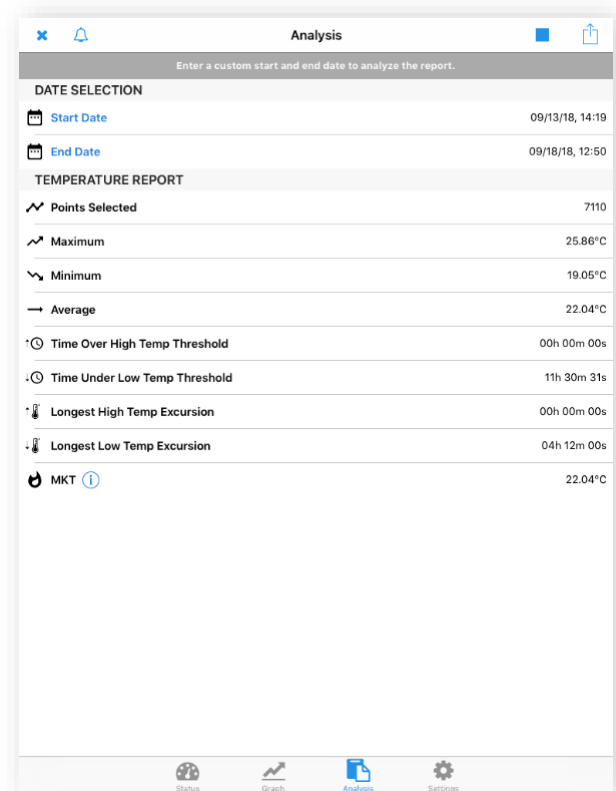 Analysis
Enter a custom start and end date to analyze the report.
DATE SELECTION
Start Date 09/13/18, 14:19
End Date 09/18/18, 12:50
TEMPERATURE REPORT
Points Selected 7110
Maximum 25.86°C
Minimum 19.05°C
Average 22.04°C
Time Over High Temp Threshold 00h 00m 00s
Time Under Low Temp Threshold 11h 30m 31s
Longest High Temp Excursion 00h 00m 00s
Longest Low Temp Excursion 04h 12m 00s
MKT 22.04°C
Status Graph Analysis Settings